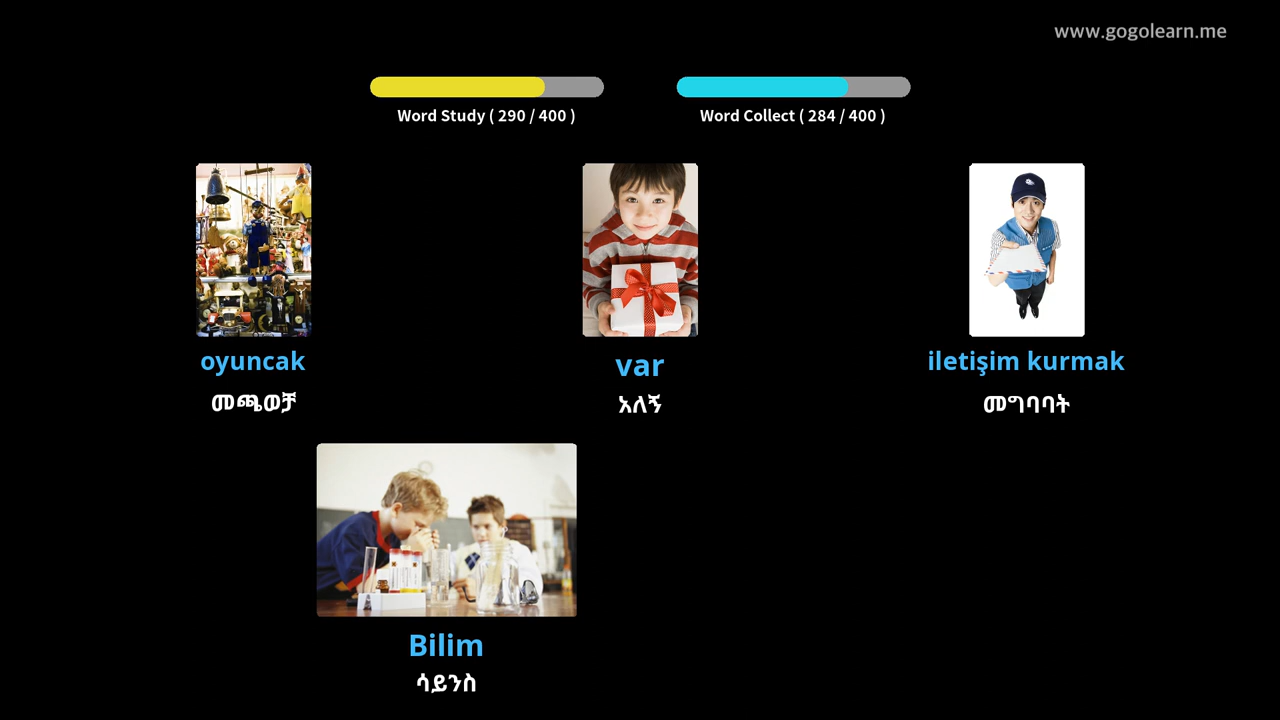 www.gogolearn.me
Word Study ( 290 / 400 )
Word Collect ( 284 / 400 )
oyuncak
መጫወቻ
var
አለኝ
iletişim kurmak
መግባባት
Bilim
ሳይንስ